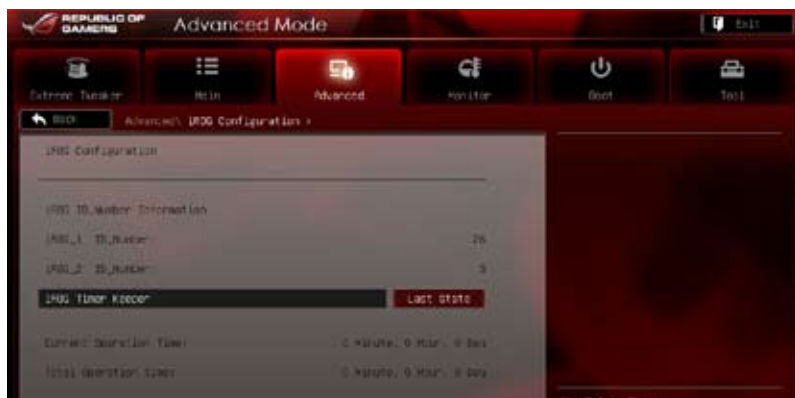 REPUBLIC OF GAMERS
Advanced Mode
Exit
Extreme Tweaker
Main
Advanced
Monitor
Boot
Tool
Back
Advanced\ iROG Configuration >
iROG Configuration
iROG ID_Number Information
iROG_1 ID_Number 26
iROG_2 ID_Number
iROG Timer Keeper Last State
Current Operation Time: 0 Minute, 0 Hour, 0 Day
Total Operation Time: 0 Minute, 0 Hour, 0 Day